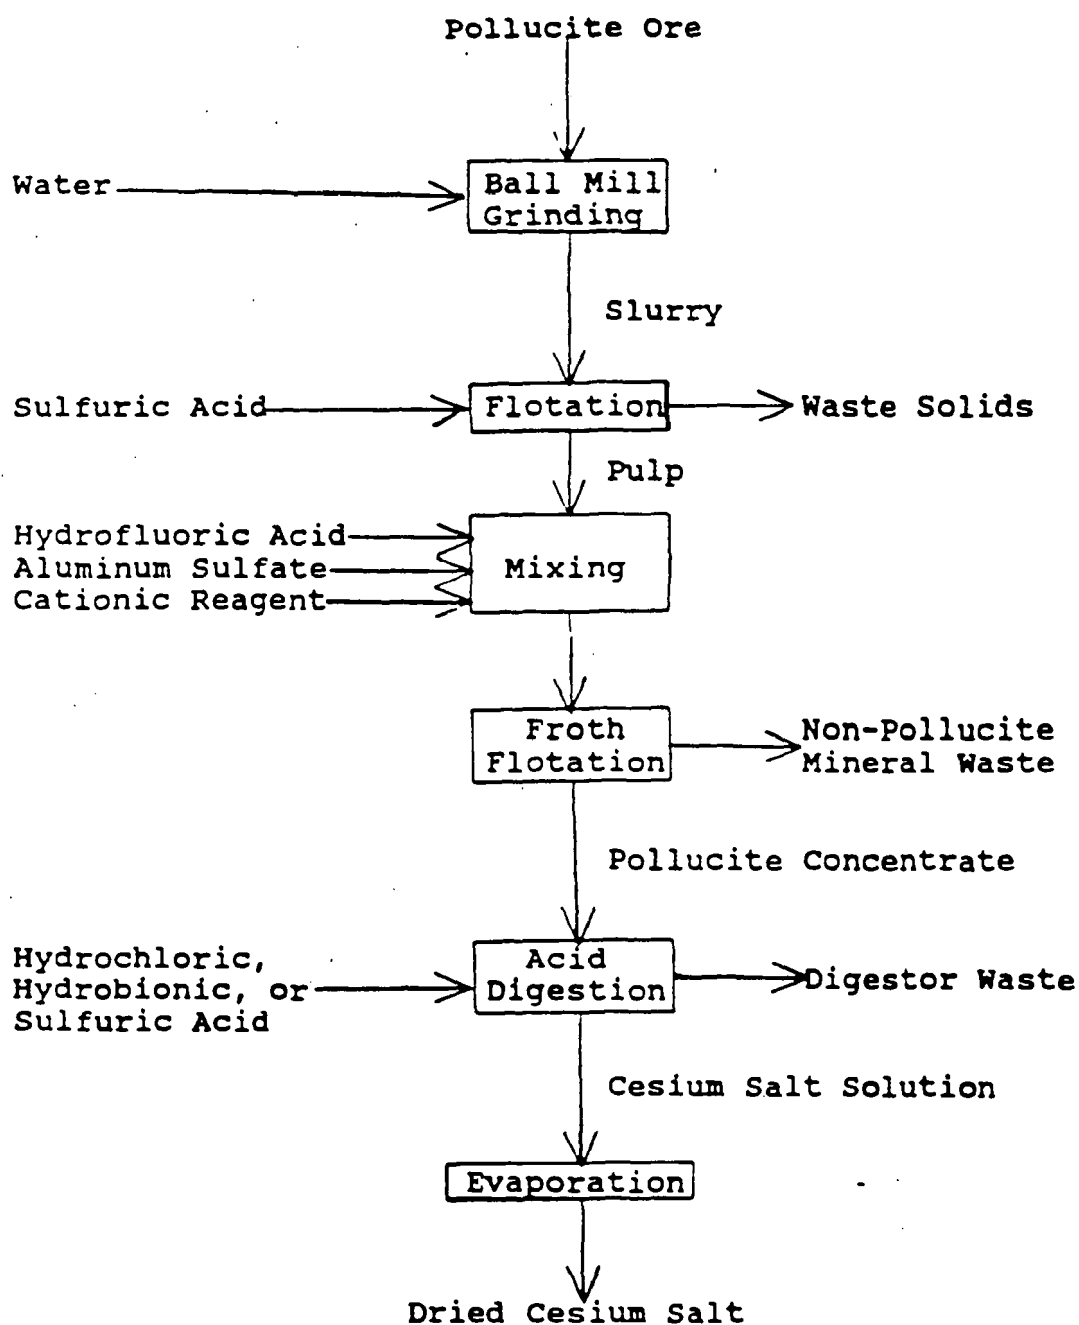 Pollucite Ore
Water
Ball Mill
Grinding
Slurry
Sulfuric Acid
Flotation
Waste Solids
Pulp
Hydrofluoric Acid
Aluminum Sulfate
Cationic Reagent
Mixing
Froth
Flotation
Non-Pollucite
Mineral Waste
Pollucite Concentrate
Hydrochloric,
Hydrobionic, or
Sulfuric Acid
Acid
Digestion
Digestor Waste
Cesium Salt Solution
Evaporation
Dried Cesium Salt